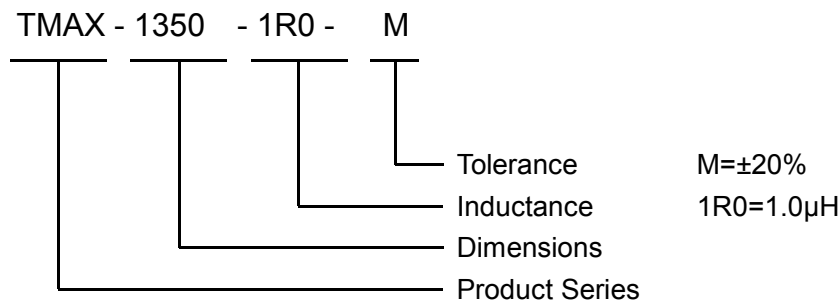 TMAX - 1350 - 1R0 - M
Tolerance M=±20%
Inductance 1R0=1.0µH
Dimensions
Product Series